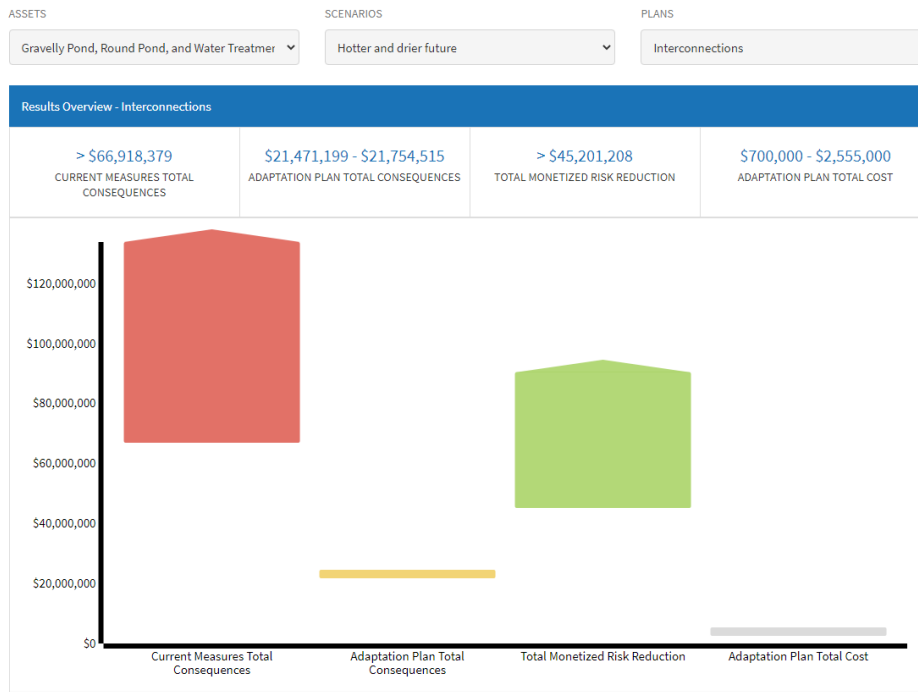 ASSETS
SCENARIOS
PLANS
Gravelly Pond, Round Pond, and Water Treatmer
Hotter and drier future
Interconnections
Results Overview - Interconnections
> $66,918,379
CURRENT MEASURES TOTAL
CONSEQUENCES
$21,471,199 - $21,754,515
ADAPTATION PLAN TOTAL CONSEQUENCES
> $45,201,208
TOTAL MONETIZED RISK REDUCTION
$700,000 - $2,555,000
ADAPTATION PLAN TOTAL COST
$120,000,000
$100,000,000
$80,000,000
$60,000,000
$40,000,000
$20,000,000
$0
Current Measures Total
Consequences
Adaptation Plan Total
Consequences
Total Monetized Risk Reduction
Adaptation Plan Total Cost